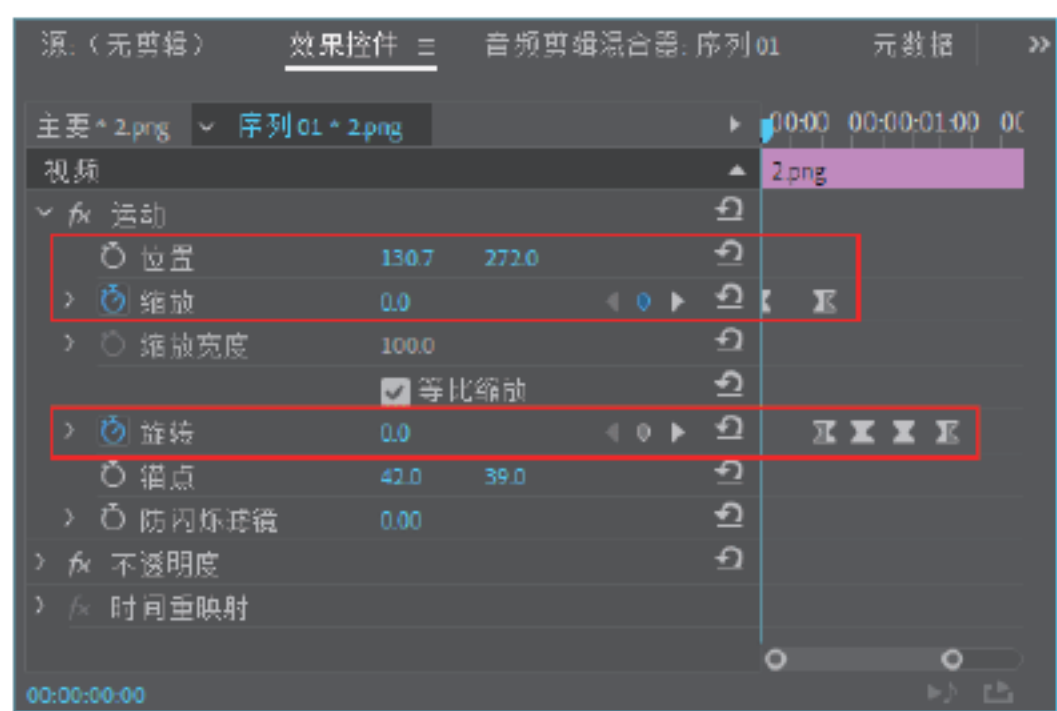 源:（无剪辑） 效果控件 ≡ 音频剪辑混合器: 序列 01 元数据 »
主要 * 2.png 序列 01 * 2.png 00:00 00:00:01:00 00
视频 2.png
fx 运动
位置 130.7 272.0
缩放 0.0
缩放宽度 100.0
等比缩放
旋转 0.0
锚点 42.0 39.0
防闪烁滤镜 0.00
fx 不透明度
fx 时间重映射
00:00:00:00